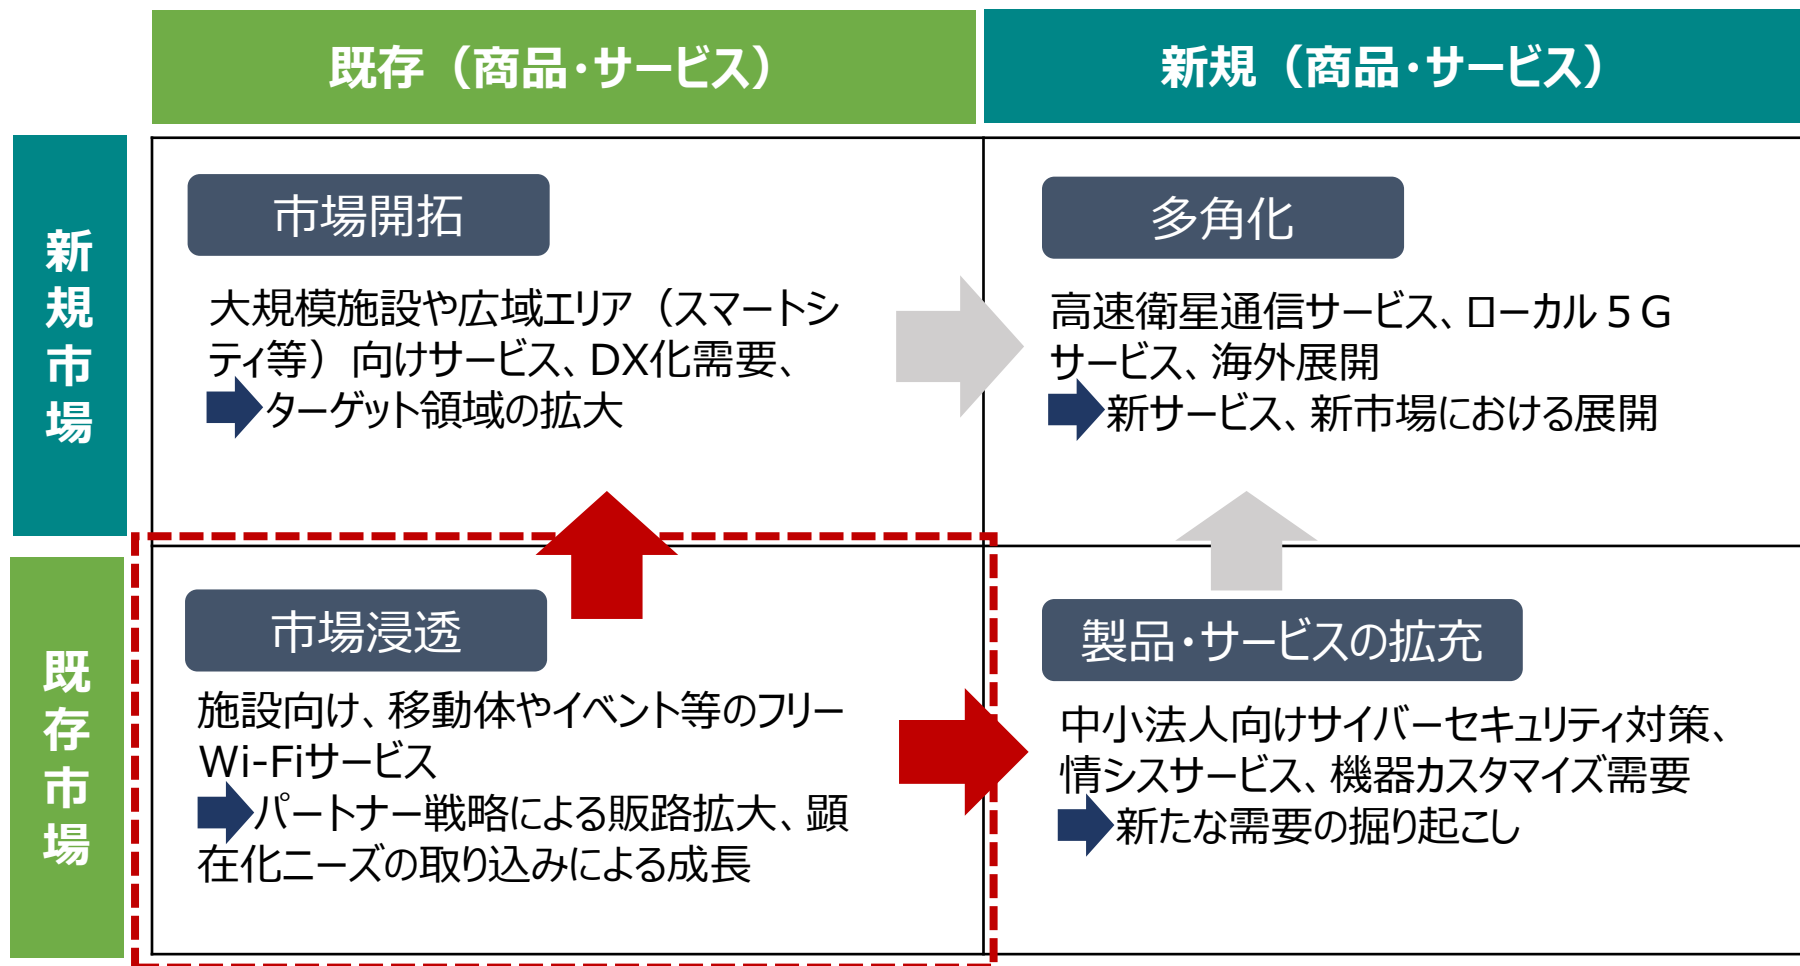 既存（商品・サービス）
新規（商品・サービス）
新規市場
市場開拓
大規模施設や広域エリア（スマートシ
ティ等）向けサービス、DX化需要、
ターゲット領域の拡大
多角化
高速衛星通信サービス、ローカル５G
サービス、海外展開
新サービス、新市場における展開
既存市場
市場浸透
施設向け、移動体やイベント等のフリー
Wi-Fiサービス
パートナー戦略による販路拡大、顕
在化ニーズの取り込みによる成長
製品・サービスの拡充
中小法人向けサイバーセキュリティ対策、
情シスサービス、機器カスタマイズ需要
新たな需要の掘り起こし